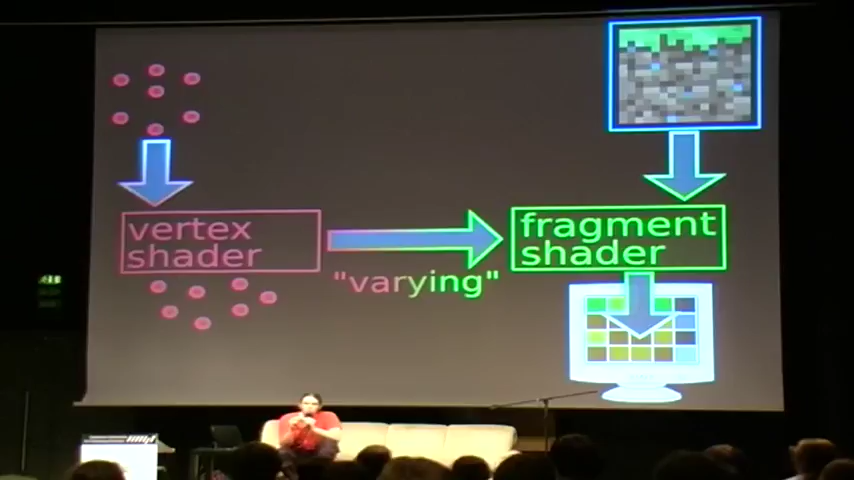 vertex
shader
"varying"
fragment
shader